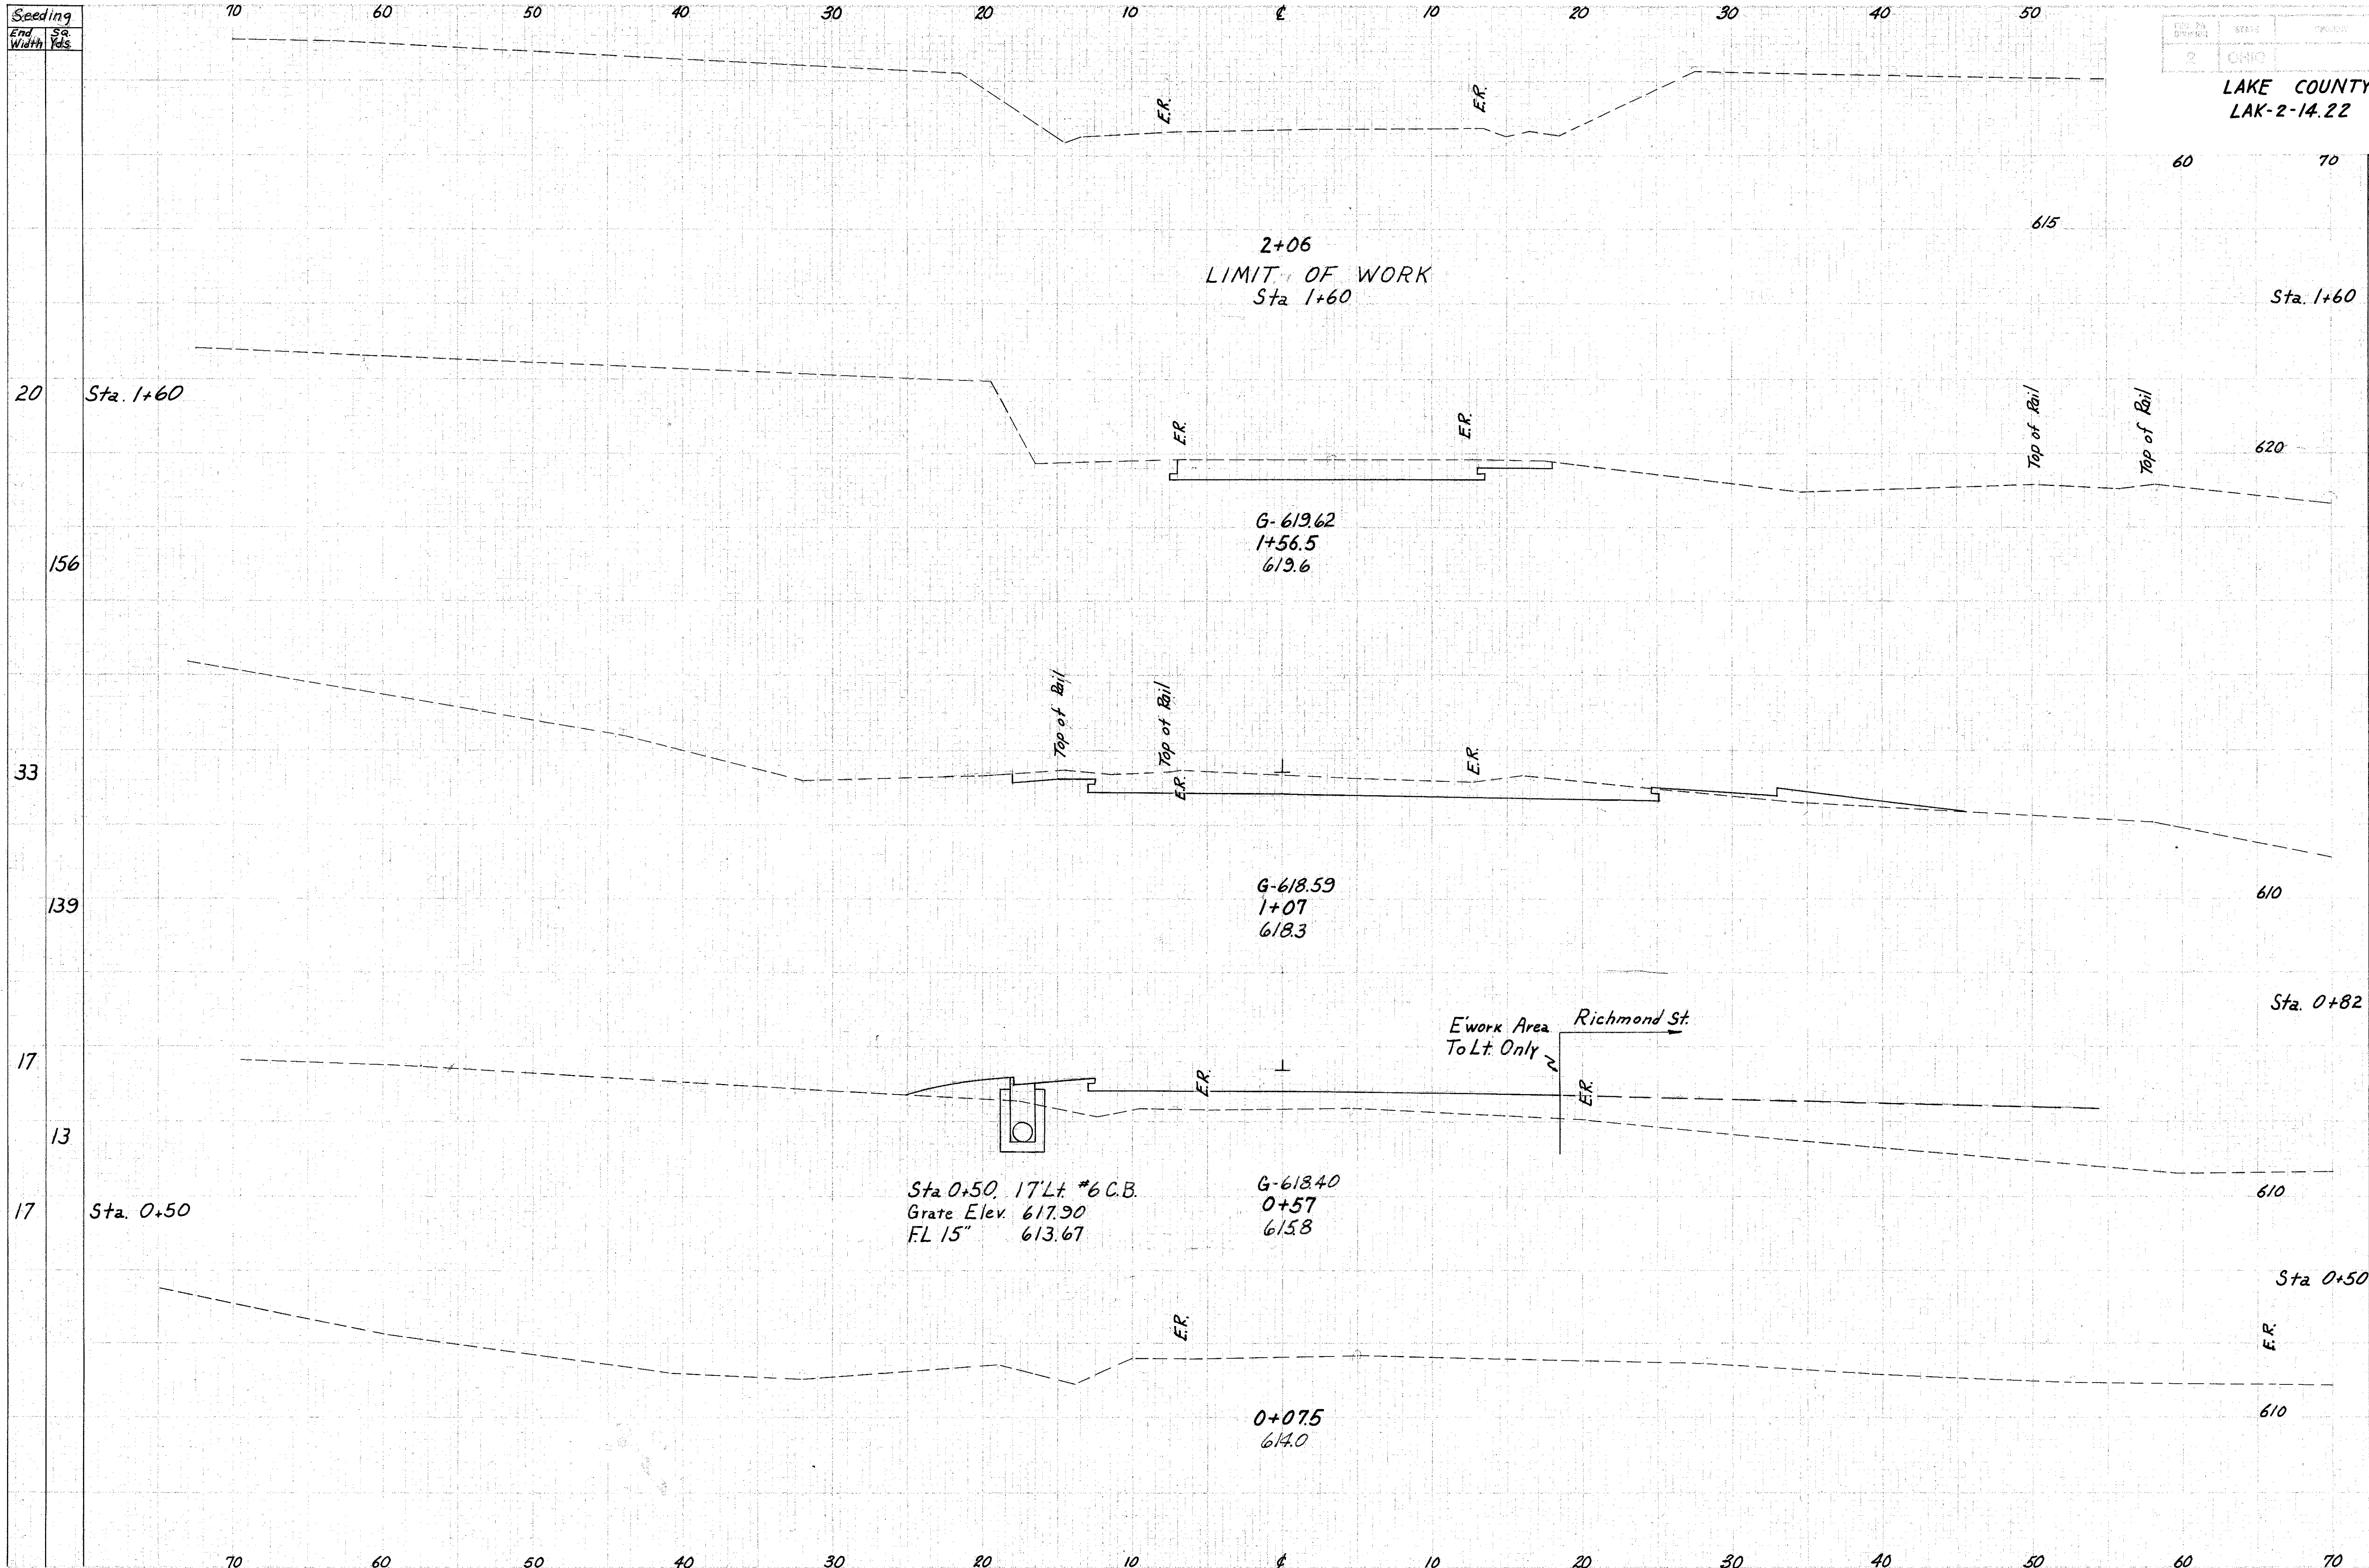 Seeding
End Width Sq. Yds.
70 60 50 40 30 20 10 ℄ 10 20 30 40 50
2 OHIO
LAKE COUNTY
LAK-2-14.22
60 70
E.R. E.R.
615
2+06
LIMIT OF WORK
Sta 1+60
Sta. 1+60
20 Sta. 1+60
E.R. E.R. Top of Rail Top of Rail
620
G-619.62
1+56.5
619.6
156
Top of Rail Top of Rail
E.R. E.R.
33
G-618.59
1+07
618.3
139
610
Sta. 0+82
E'work Area Richmond St.
To Lt. Only
17
E.R. E.R.
13
Sta 0+50, 17' Lt. #6 C.B.
Grate Elev. 617.90
F.L 15" 613.67
G-618.40
0+57
615.8
610
17 Sta. 0+50
Sta 0+50
E.R. E.R.
0+07.5
614.0
610
70 60 50 40 30 20 10 ℄ 10 20 30 40 50 60 70